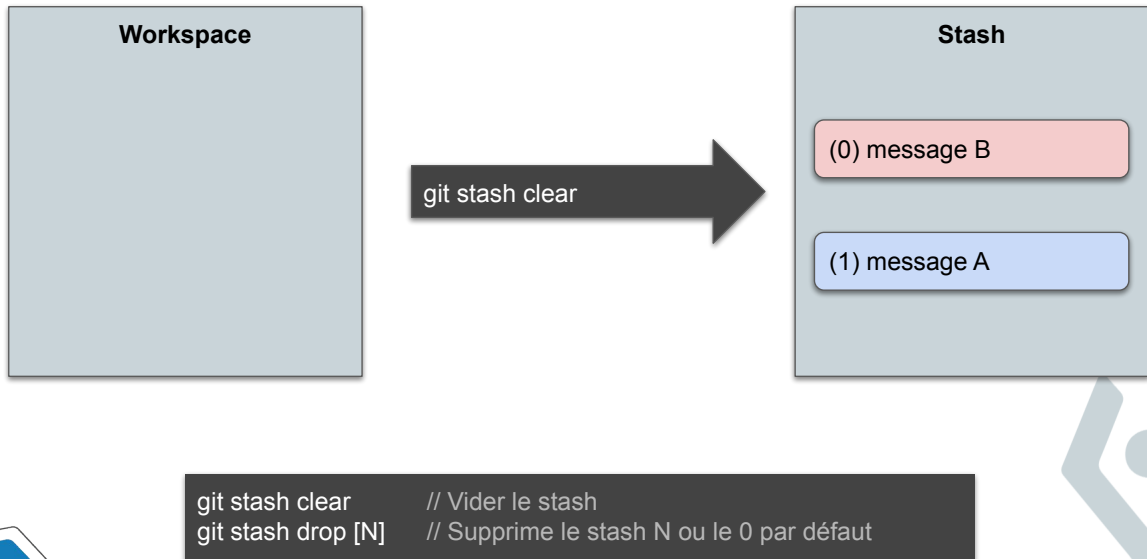 Workspace
Stash
(0) message B
git stash clear
(1) message A
git stash clear // Vider le stash
git stash drop [N] // Supprime le stash N ou le 0 par défaut